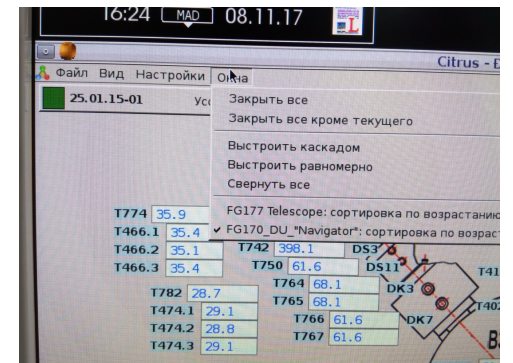 16:24 MAD 08.11.17
Citrus - 
Файл Вид Настройки Окна
25.01.15-01
Закрыть все
Закрыть все кроме текущего
Выстроить каскадом
Выстроить равномерно
Свернуть все
FG177 Telescope: сортировка по возрастанию
✓ FG170_DU_"Navigator": сортировка по
T774 35.9
T466.1 35.4
T466.2 35.1 T742 398.1 DS3
T466.3 35.4 T750 61.6 DS11
T782 28.7 T764 68.1 DK3
T474.1 29.1 T765 68.1
T474.2 28.8 T766 61.6 DK7
T474.3 29.1 T767 61.6